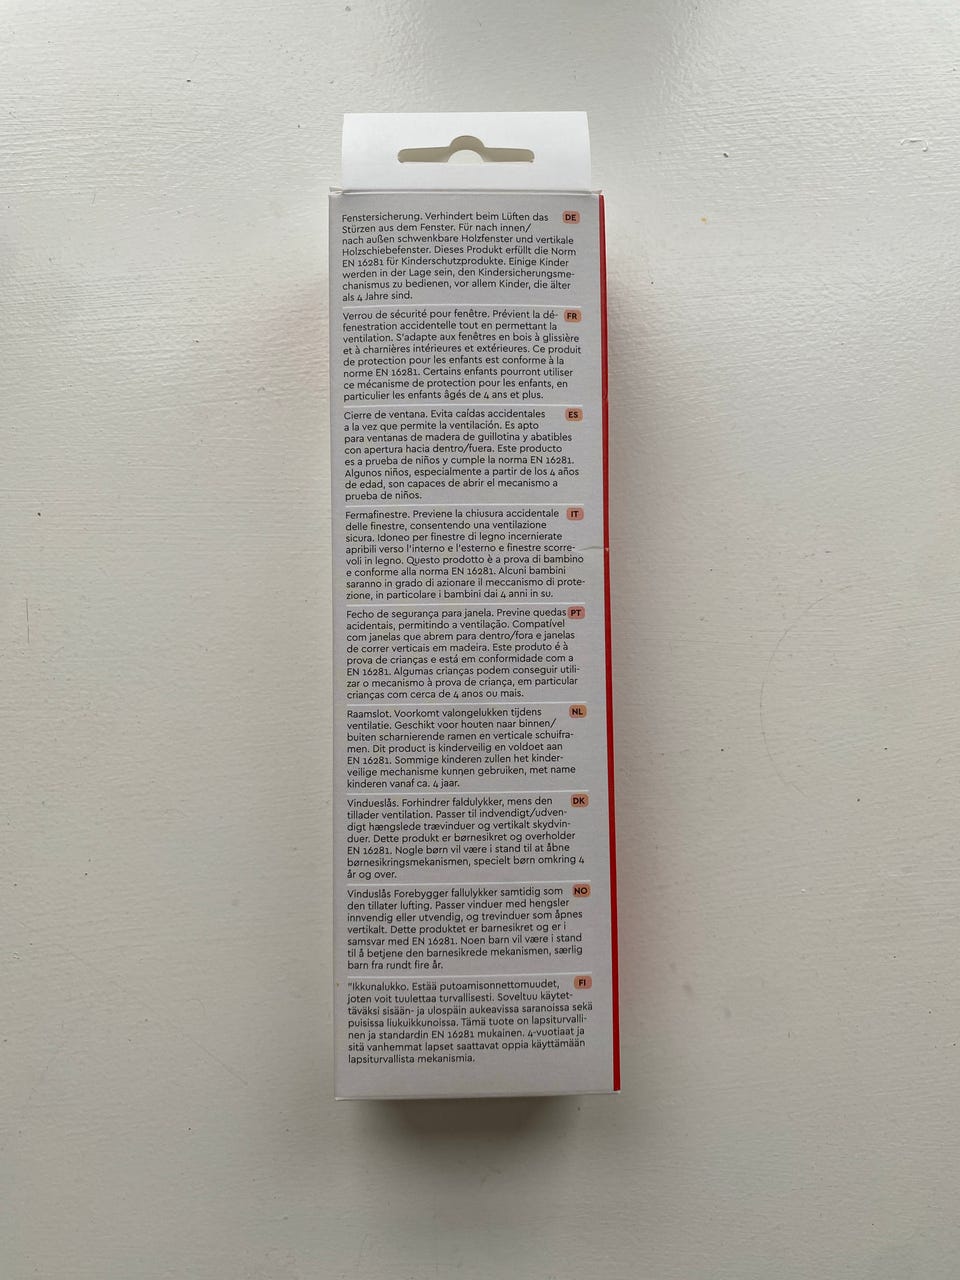 Fenstersicherung. Verhindert beim Lüften das DE
Stürzen aus dem Fenster. Für nach innen/
nach außen schwenkbare Holzfenster und vertikale
Holzschiebefenster. Dieses Produkt erfüllt die Norm
EN 16281 für Kinderschutzprodukte. Einige Kinder
werden in der Lage sein, den Kindersicherungsme-
chanismus zu bedienen, vor allem Kinder, die älter
als 4 Jahre sind.
Verrou de sécurité pour fenêtre. Prévient la dé- FR
fenestration accidentelle tout en permettant la
ventilation. S'adapte aux fenêtres en bois à glissière
et à charnières intérieures et extérieures. Ce produit
de protection pour les enfants est conforme à la
norme EN 16281. Certains enfants pourront utiliser
ce mécanisme de protection pour les enfants, en
particulier les enfants âgés de 4 ans et plus.
Cierre de ventana. Evita caídas accidentales ES
a la vez que permite la ventilación. Es apto
para ventanas de madera de guillotina y abatibles
con apertura hacia dentro/fuera. Este producto
es a prueba de niños y cumple la norma EN 16281.
Algunos niños, especialmente a partir de los 4 años
de edad, son capaces de abrir el mecanismo a
prueba de niños.
Fermafinestre. Previene la chiusura accidentale IT
delle finestre, consentendo una ventilazione
sicura. Idoneo per finestre di legno incernierate
apribili verso l'interno e l'esterno e finestre scorre-
voli in legno. Questo prodotto è a prova di bambino
e conforme alla norma EN 16281. Alcuni bambini
saranno in grado di azionare il meccanismo di prote-
zione, in particolare i bambini dai 4 anni in su.
Fecho de segurança para janela. Previne quedas PT
acidentais, permitindo a ventilação. Compatível
com janelas que abrem para dentro/fora e janelas
de correr verticais em madeira. Este produto é à
prova de crianças e está em conformidade com a
EN 16281. Algumas crianças podem conseguir utili-
zar o mecanismo à prova de criança, em particular
crianças com cerca de 4 anos ou mais.
Raamslot. Voorkomt valongelukken tijdens NL
ventilatie. Geschikt voor houten naar binnen/
buiten scharnierende ramen en verticale schuifra-
men. Dit product is kinderveilig en voldoet aan
EN 16281. Sommige kinderen zullen het kinder-
veilige mechanisme kunnen gebruiken, met name
kinderen vanaf ca. 4 jaar.
Vindueslås. Forhindrer faldulykker, mens den DK
tillader ventilation. Passer til indvendigt/udven-
digt hængslede trævinduer og vertikalt skydvin-
duer. Dette produkt er børnesikret og overholder
EN 16281. Nogle børn vil være i stand til at åbne
børnesikringsmekanismen, specielt børn omkring 4
år og over.
Vinduslås Forebygger fallulykker samtidig som NO
den tillater lufting. Passer vinduer med hengsler
innvendig eller utvendig, og trevinduer som åpnes
vertikalt. Dette produktet er barnesikret og er i
samsvar med EN 16281. Noen barn vil være i stand
til å betjene den barnesikrede mekanismen, særlig
barn fra rundt fire år.
"Ikkunalukko. Estää putoamisonnettomuudet, FI
joten voit tuulettaa turvallisesti. Soveltuu käytet-
täväksi sisään- ja ulospäin aukeavissa saranoissa sekä
puisissa liukuikkunoissa. Tämä tuote on lapsiturvalli-
nen ja standardin EN 16281 mukainen. 4-vuotiaat ja
sitä vanhemmat lapset saattavat oppia käyttämään
lapsiturvallista mekanismia.